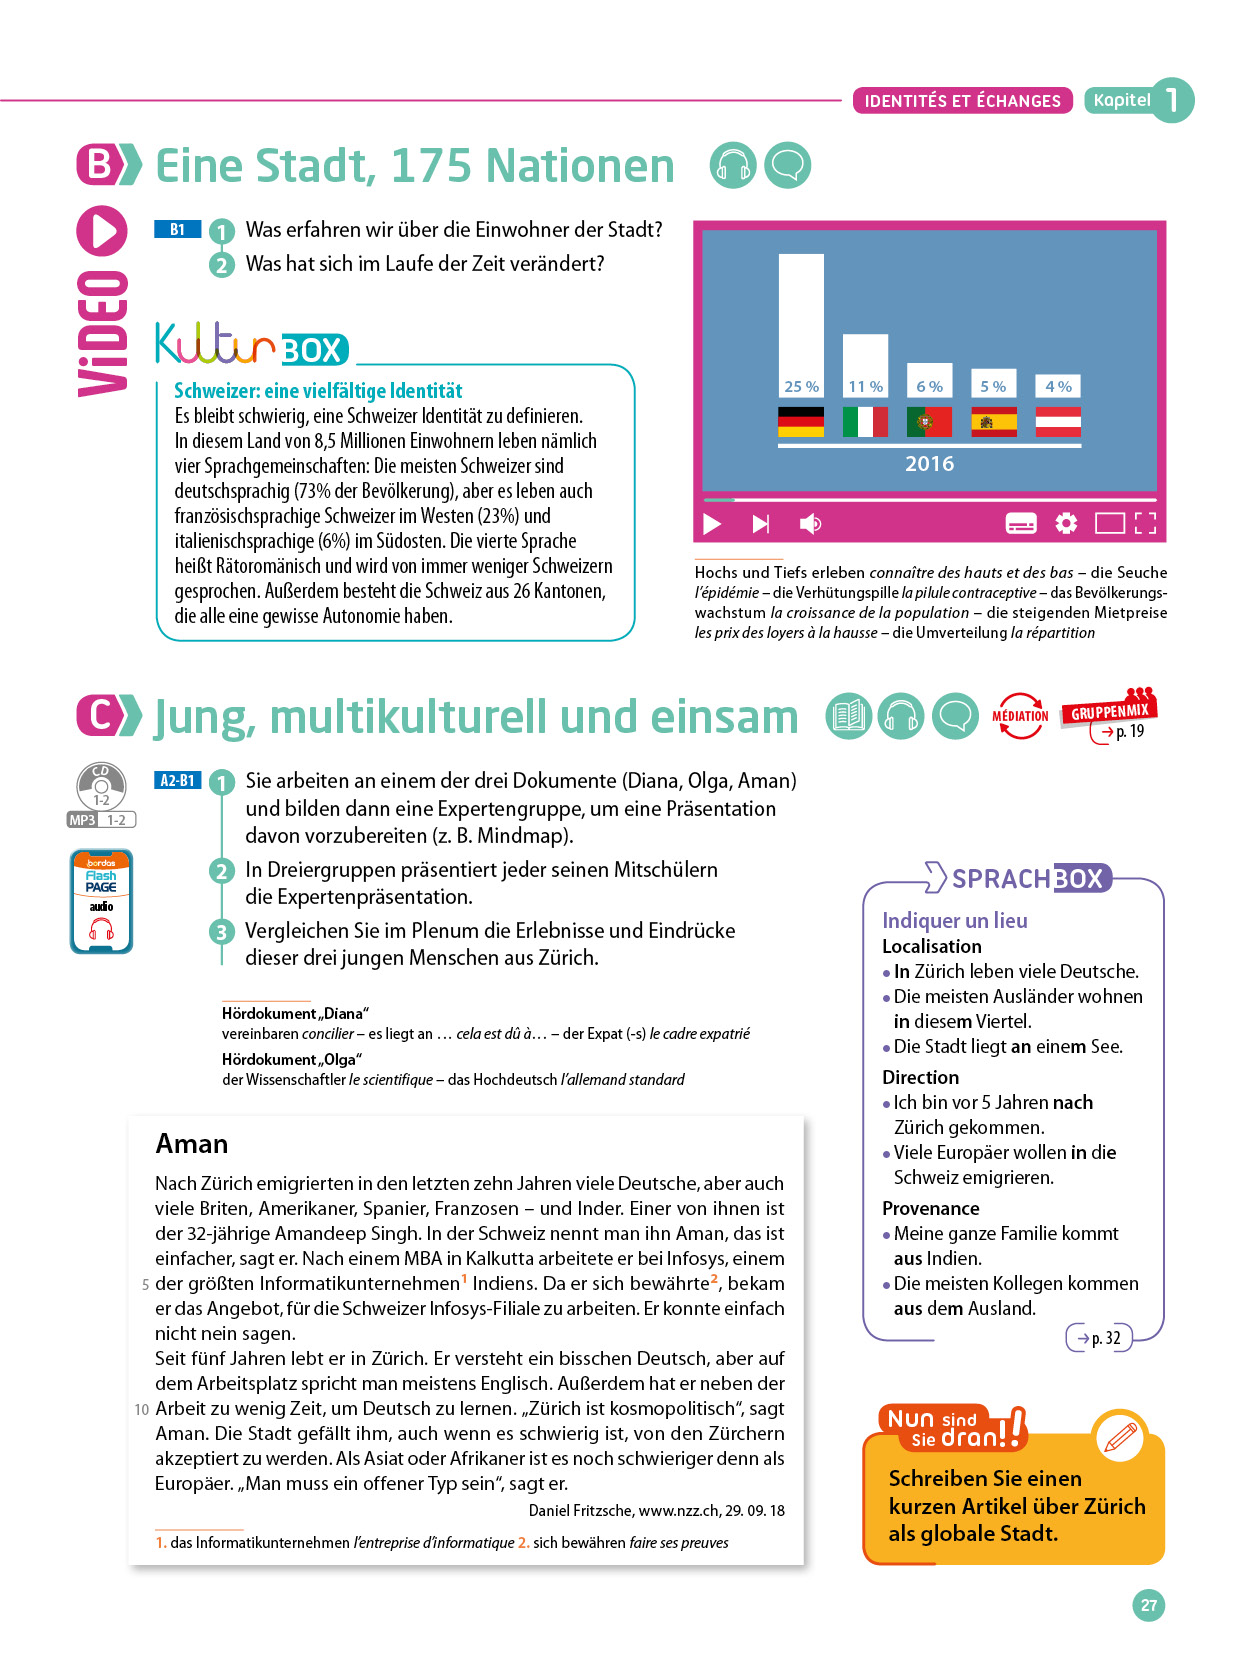 IDENTITÉS ET ÉCHANGES
Kapitel 1
B Eine Stadt, 175 Nationen
ViDEO
B1
1 Was erfahren wir über die Einwohner der Stadt?
2 Was hat sich im Laufe der Zeit verändert?
Kultur BOX
Schweizer: eine vielfältige Identität
Es bleibt schwierig, eine Schweizer Identität zu definieren.
In diesem Land von 8,5 Millionen Einwohnern leben nämlich
vier Sprachgemeinschaften: Die meisten Schweizer sind
deutschsprachig (73% der Bevölkerung), aber es leben auch
französischsprachige Schweizer im Westen (23%) und
italienischsprachige (6%) im Südosten. Die vierte Sprache
heißt Rätoromänisch und wird von immer weniger Schweizern
gesprochen. Außerdem besteht die Schweiz aus 26 Kantonen,
die alle eine gewisse Autonomie haben.
25 % 11 % 6 % 5 % 4 %
2016
Hochs und Tiefs erleben connaître des hauts et des bas – die Seuche
l'épidémie – die Verhütungspille la pilule contraceptive – das Bevölkerungs-
wachstum la croissance de la population – die steigenden Mietpreise
les prix des loyers à la hausse – die Umverteilung la répartition
C Jung, multikulturell und einsam
MÉDIATION
GRUPPENMIX
→ p. 19
CD
1-2
MP3 1-2
bordas
Flash
PAGE
audio
A2-B1
1 Sie arbeiten an einem der drei Dokumente (Diana, Olga, Aman)
und bilden dann eine Expertengruppe, um eine Präsentation
davon vorzubereiten (z. B. Mindmap).
2 In Dreiergruppen präsentiert jeder seinen Mitschülern
die Expertenpräsentation.
3 Vergleichen Sie im Plenum die Erlebnisse und Eindrücke
dieser drei jungen Menschen aus Zürich.
Hördokument „Diana“
vereinbaren concilier – es liegt an … cela est dû à… – der Expat (-s) le cadre expatrié
Hördokument „Olga“
der Wissenschaftler le scientifique – das Hochdeutsch l'allemand standard
Aman
Nach Zürich emigrierten in den letzten zehn Jahren viele Deutsche, aber auch
viele Briten, Amerikaner, Spanier, Franzosen – und Inder. Einer von ihnen ist
der 32-jährige Amandeep Singh. In der Schweiz nennt man ihn Aman, das ist
einfacher, sagt er. Nach einem MBA in Kalkutta arbeitete er bei Infosys, einem
5 der größten Informatikunternehmen1 Indiens. Da er sich bewährte2, bekam
er das Angebot, für die Schweizer Infosys-Filiale zu arbeiten. Er konnte einfach
nicht nein sagen.
Seit fünf Jahren lebt er in Zürich. Er versteht ein bisschen Deutsch, aber auf
dem Arbeitsplatz spricht man meistens Englisch. Außerdem hat er neben der
10 Arbeit zu wenig Zeit, um Deutsch zu lernen. „Zürich ist kosmopolitisch“, sagt
Aman. Die Stadt gefällt ihm, auch wenn es schwierig ist, von den Zürchern
akzeptiert zu werden. Als Asiat oder Afrikaner ist es noch schwieriger denn als
Europäer. „Man muss ein offener Typ sein“, sagt er.
Daniel Fritzsche, www.nzz.ch, 29. 09. 18
1. das Informatikunternehmen l'entreprise d'informatique 2. sich bewähren faire ses preuves
SPRACHBOX
Indiquer un lieu
Localisation
• In Zürich leben viele Deutsche.
• Die meisten Ausländer wohnen
in diesem Viertel.
• Die Stadt liegt an einem See.
Direction
• Ich bin vor 5 Jahren nach
Zürich gekommen.
• Viele Europäer wollen in die
Schweiz emigrieren.
Provenance
• Meine ganze Familie kommt
aus Indien.
• Die meisten Kollegen kommen
aus dem Ausland.
→ p. 32
Nun sind
Sie dran!!
Schreiben Sie einen
kurzen Artikel über Zürich
als globale Stadt.
27